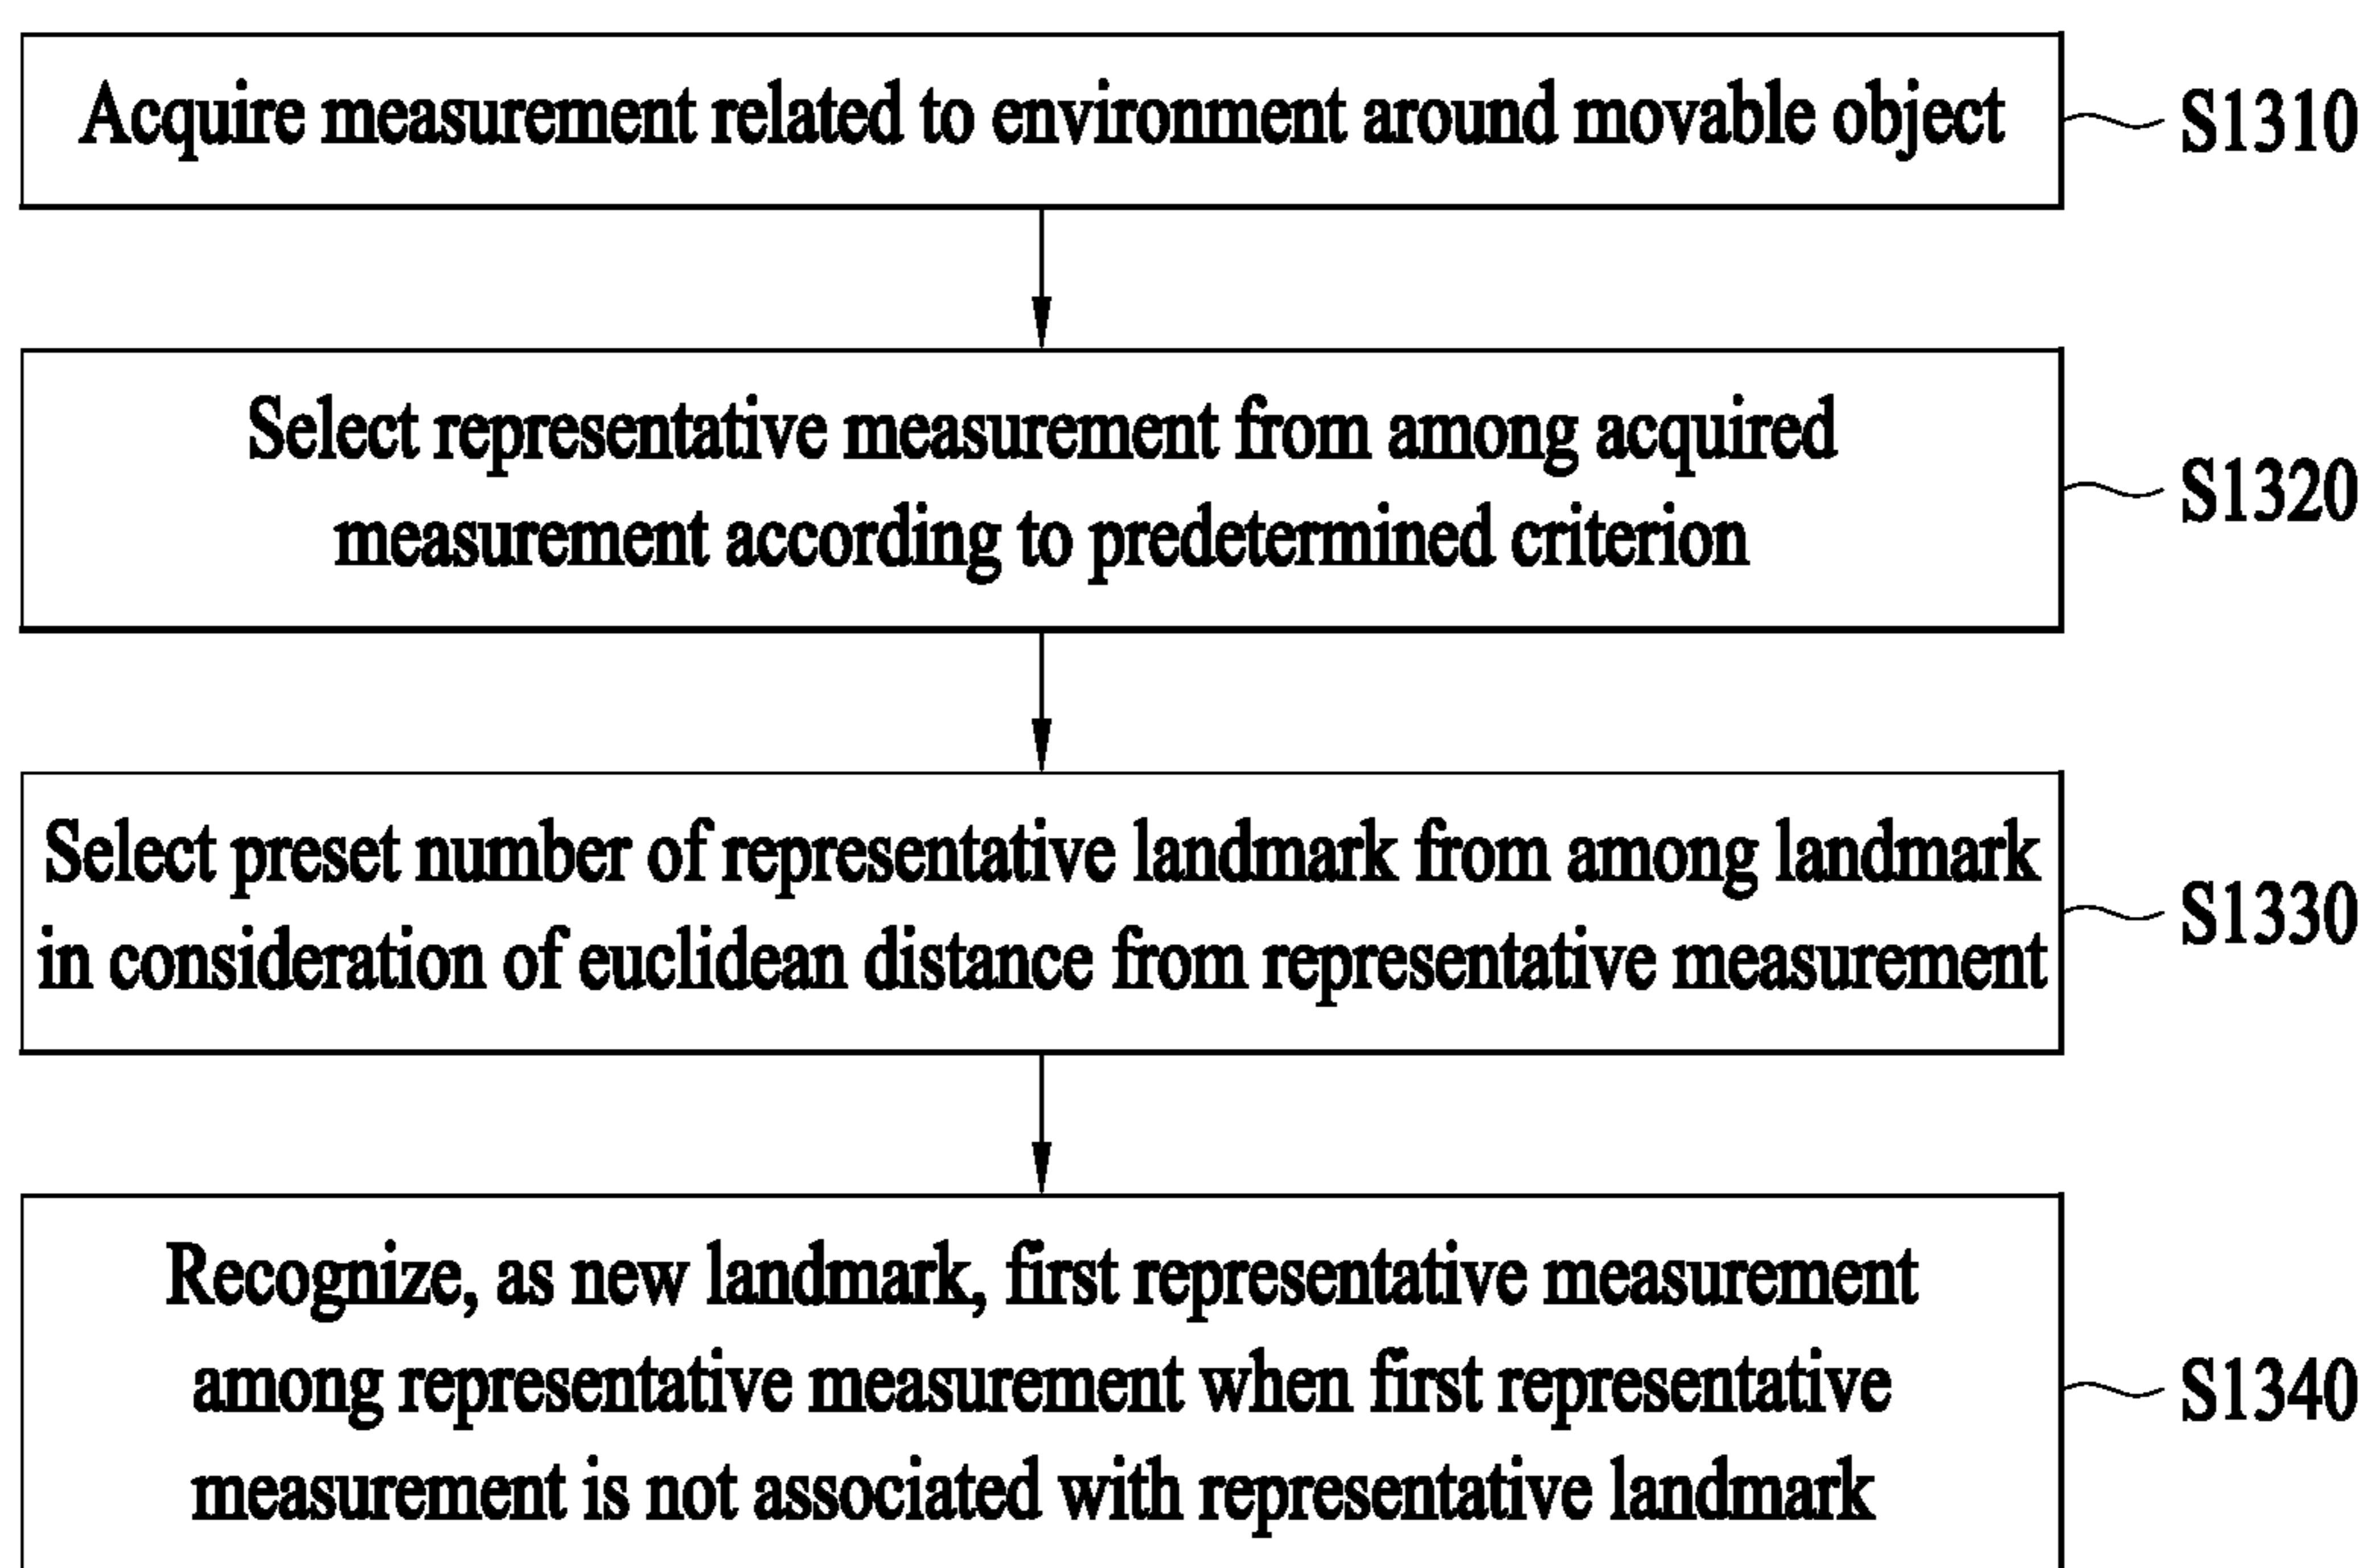 Acquire measurement related to environment around movable object
S1310
Select representative measurement from among acquired
measurement according to predetermined criterion
S1320
Select preset number of representative landmark from among landmark
in consideration of euclidean distance from representative measurement
S1330
Recognize, as new landmark, first representative measurement
among representative measurement when first representative
measurement is not associated with representative landmark
S1340